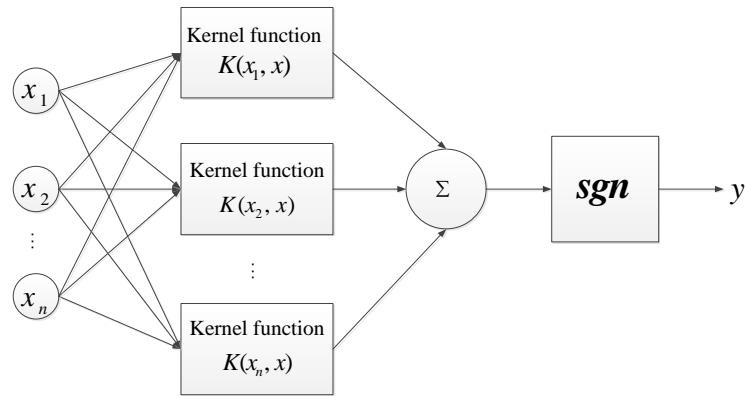 Kernel function
K(x₁, x)
x₁
Kernel function
K(x₂, x)
x₂
Σ
sgn
y
⋮
⋮
xₙ
Kernel function
K(xₙ, x)